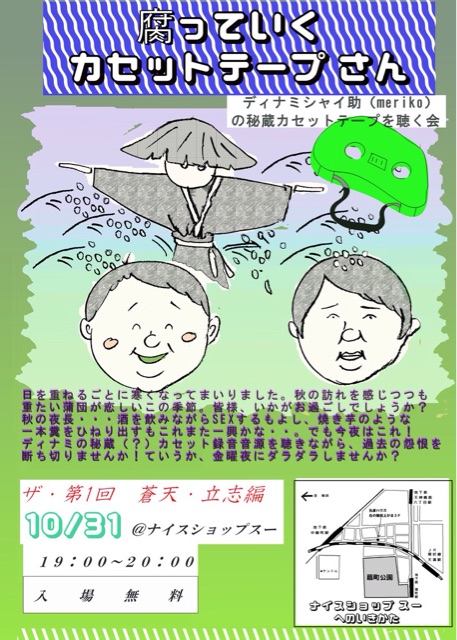 腐っていく
カセットテープさん
ディナミシャイ助（meriko）
の秘蔵カセットテープを聴く会
日を重ねるごとに寒くなってまいりました。秋の訪れを感じつつも
重たい蒲団が恋しいこの季節。皆様、いかがお過ごしでしょうか？
秋の夜長・・・・酒を飲みながらSEXするもよし、焼き芋のような
一本糞をひねり出すもこれまた一興かな・・。でも今夜はこれ！
ディナミの秘蔵（？）カセット録音音源を聴きながら、過去の怨恨を
断ち切りませんか！ていうか、金曜夜にダラダラしませんか？
ザ・第1回 蒼天・立志編
10/31 @ナイスショップスー
19：00～20：00
入場無料
扇町公園
ナイスショップスー
へのいきかた